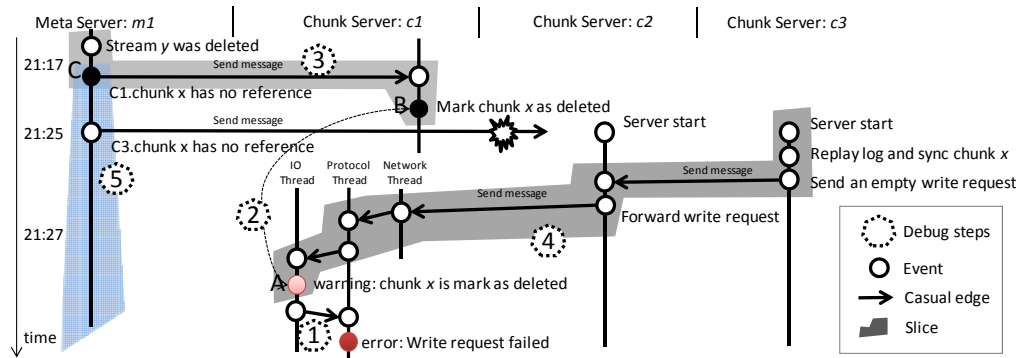 Meta Server: m1
Chunk Server: c1
Chunk Server: c2
Chunk Server: c3
Stream y was deleted
3
21:17
C
Send message
C1.chunk x has no reference
B
Mark chunk x as deleted
Send message
21:25
Server start
Server start
C3.chunk x has no reference
IO
Thread
Protocol
Thread
Network
Thread
Replay log and sync chunk x
5
Send message
Send an empty write request
Send message
2
Forward write request
21:27
4
Debug steps
Event
A
warning: chunk x is mark as deleted
Casual edge
1
Slice
time
error: Write request failed